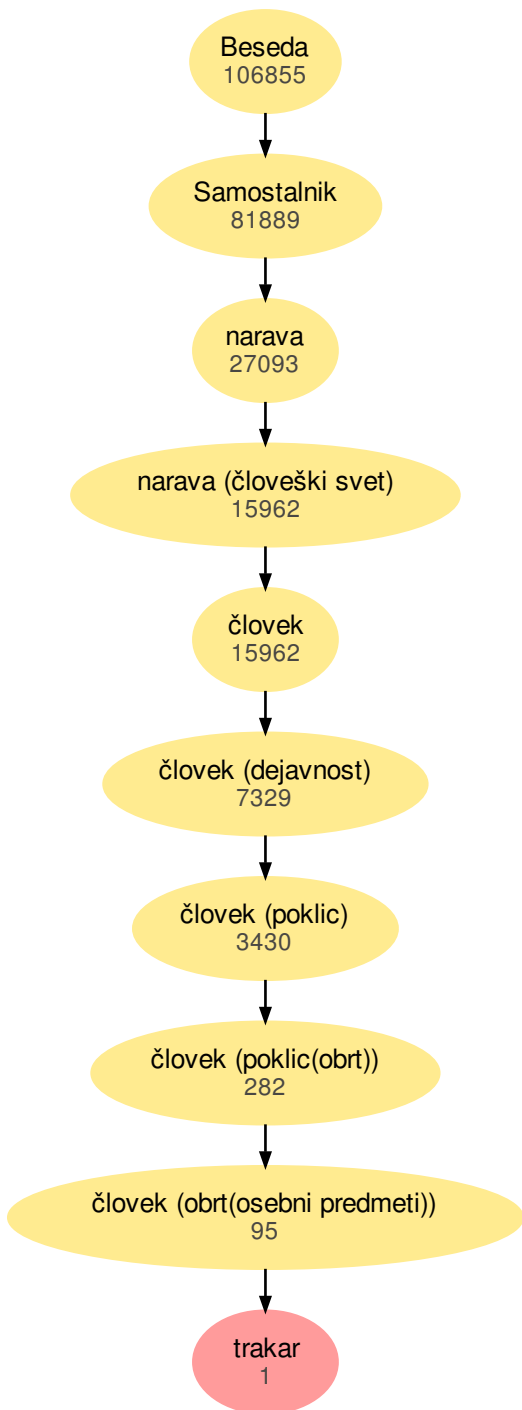 Beseda
106855
Samostalnik
81889
narava
27093
narava (človeški svet)
15962
človek
15962
človek (dejavnost)
7329
človek (poklic)
3430
človek (poklic(obrt))
282
človek (obrt(osebni predmeti))
95
trakar
1